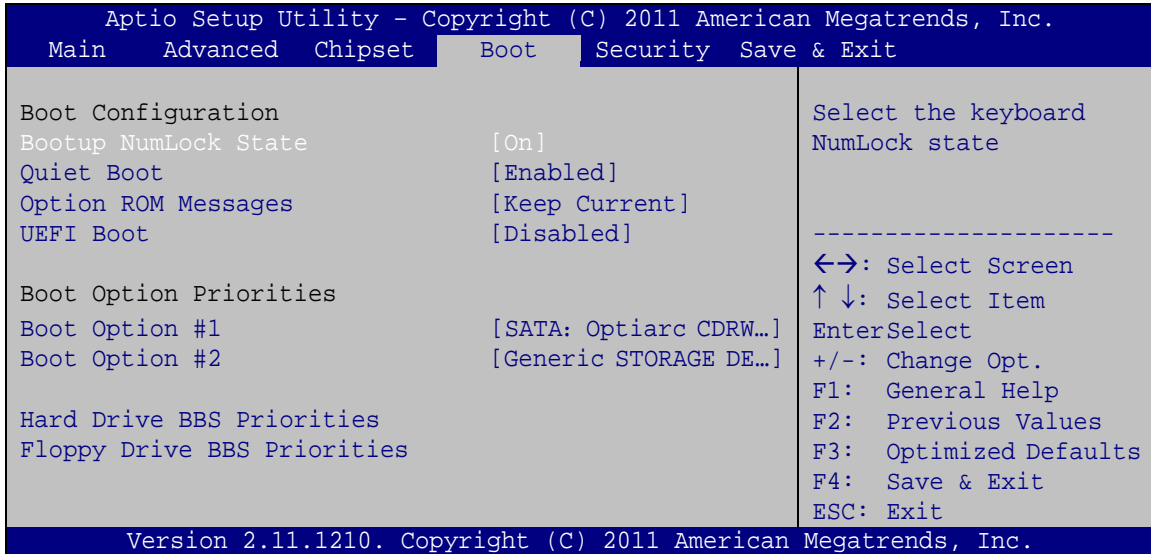 Aptio Setup Utility – Copyright (C) 2011 American Megatrends, Inc.
Main Advanced Chipset Boot Security Save & Exit
Boot Configuration
Bootup NumLock State [On]
Quiet Boot [Enabled]
Option ROM Messages [Keep Current]
UEFI Boot [Disabled]
Boot Option Priorities
Boot Option #1 [SATA: Optiarc CDRW…]
Boot Option #2 [Generic STORAGE DE…]
Hard Drive BBS Priorities
Floppy Drive BBS Priorities
Select the keyboard
NumLock state
---------------------
←→: Select Screen
↑ ↓: Select Item
EnterSelect
+/-: Change Opt.
F1: General Help
F2: Previous Values
F3: Optimized Defaults
F4: Save & Exit
ESC: Exit
Version 2.11.1210. Copyright (C) 2011 American Megatrends, Inc.